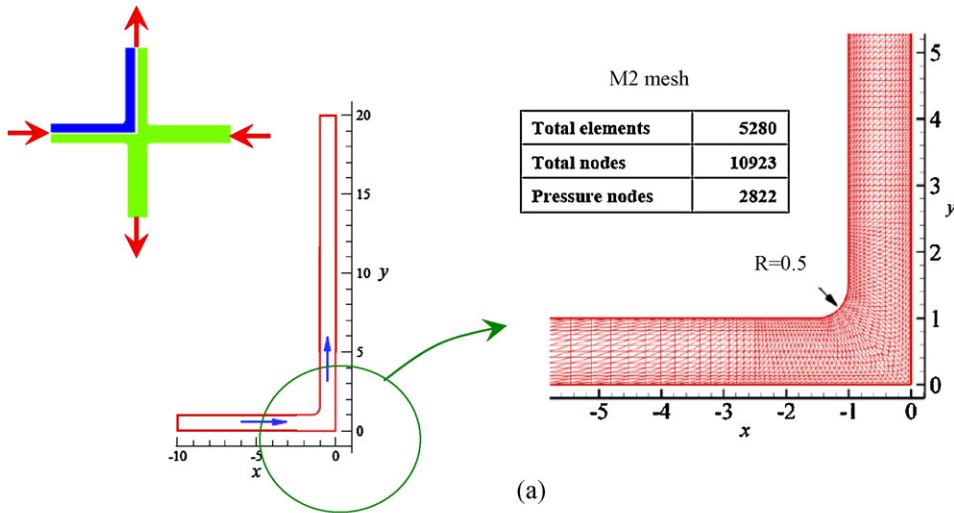 M2 mesh
Total elements 5280
Total nodes 10923
Pressure nodes 2822
R=0.5
20
15
10
5
0
y
-10
-5
0
x
5
4
3
2
1
0
y
-5
-4
-3
-2
-1
0
x
(a)